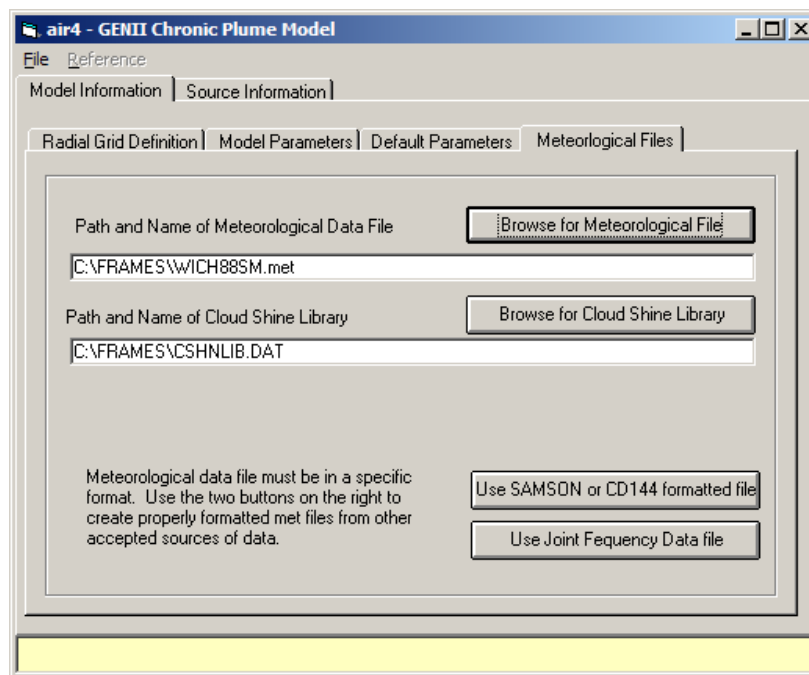 air4 - GENII Chronic Plume Model
File Reference
Model Information Source Information
Radial Grid Definition Model Parameters Default Parameters Meteorlogical Files
Path and Name of Meteorological Data File
Browse for Meteorological File
C:\FRAMES\WICH88SM.met
Path and Name of Cloud Shine Library
Browse for Cloud Shine Library
C:\FRAMES\CSHNLIB.DAT
Meteorological data file must be in a specific
format. Use the two buttons on the right to
create properly formatted met files from other
accepted sources of data.
Use SAMSON or CD144 formatted file
Use Joint Fequency Data file